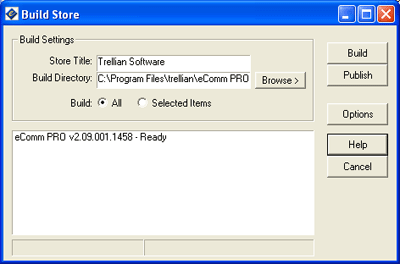 Build Store
Build Settings
Store Title: Trellian Software
Build Directory: C:\Program Files\trellian\eComm PRO
Browse >
Build: All Selected Items
Build
Publish
Options
Help
Cancel
eComm PRO v2.09.001.1458 - Ready